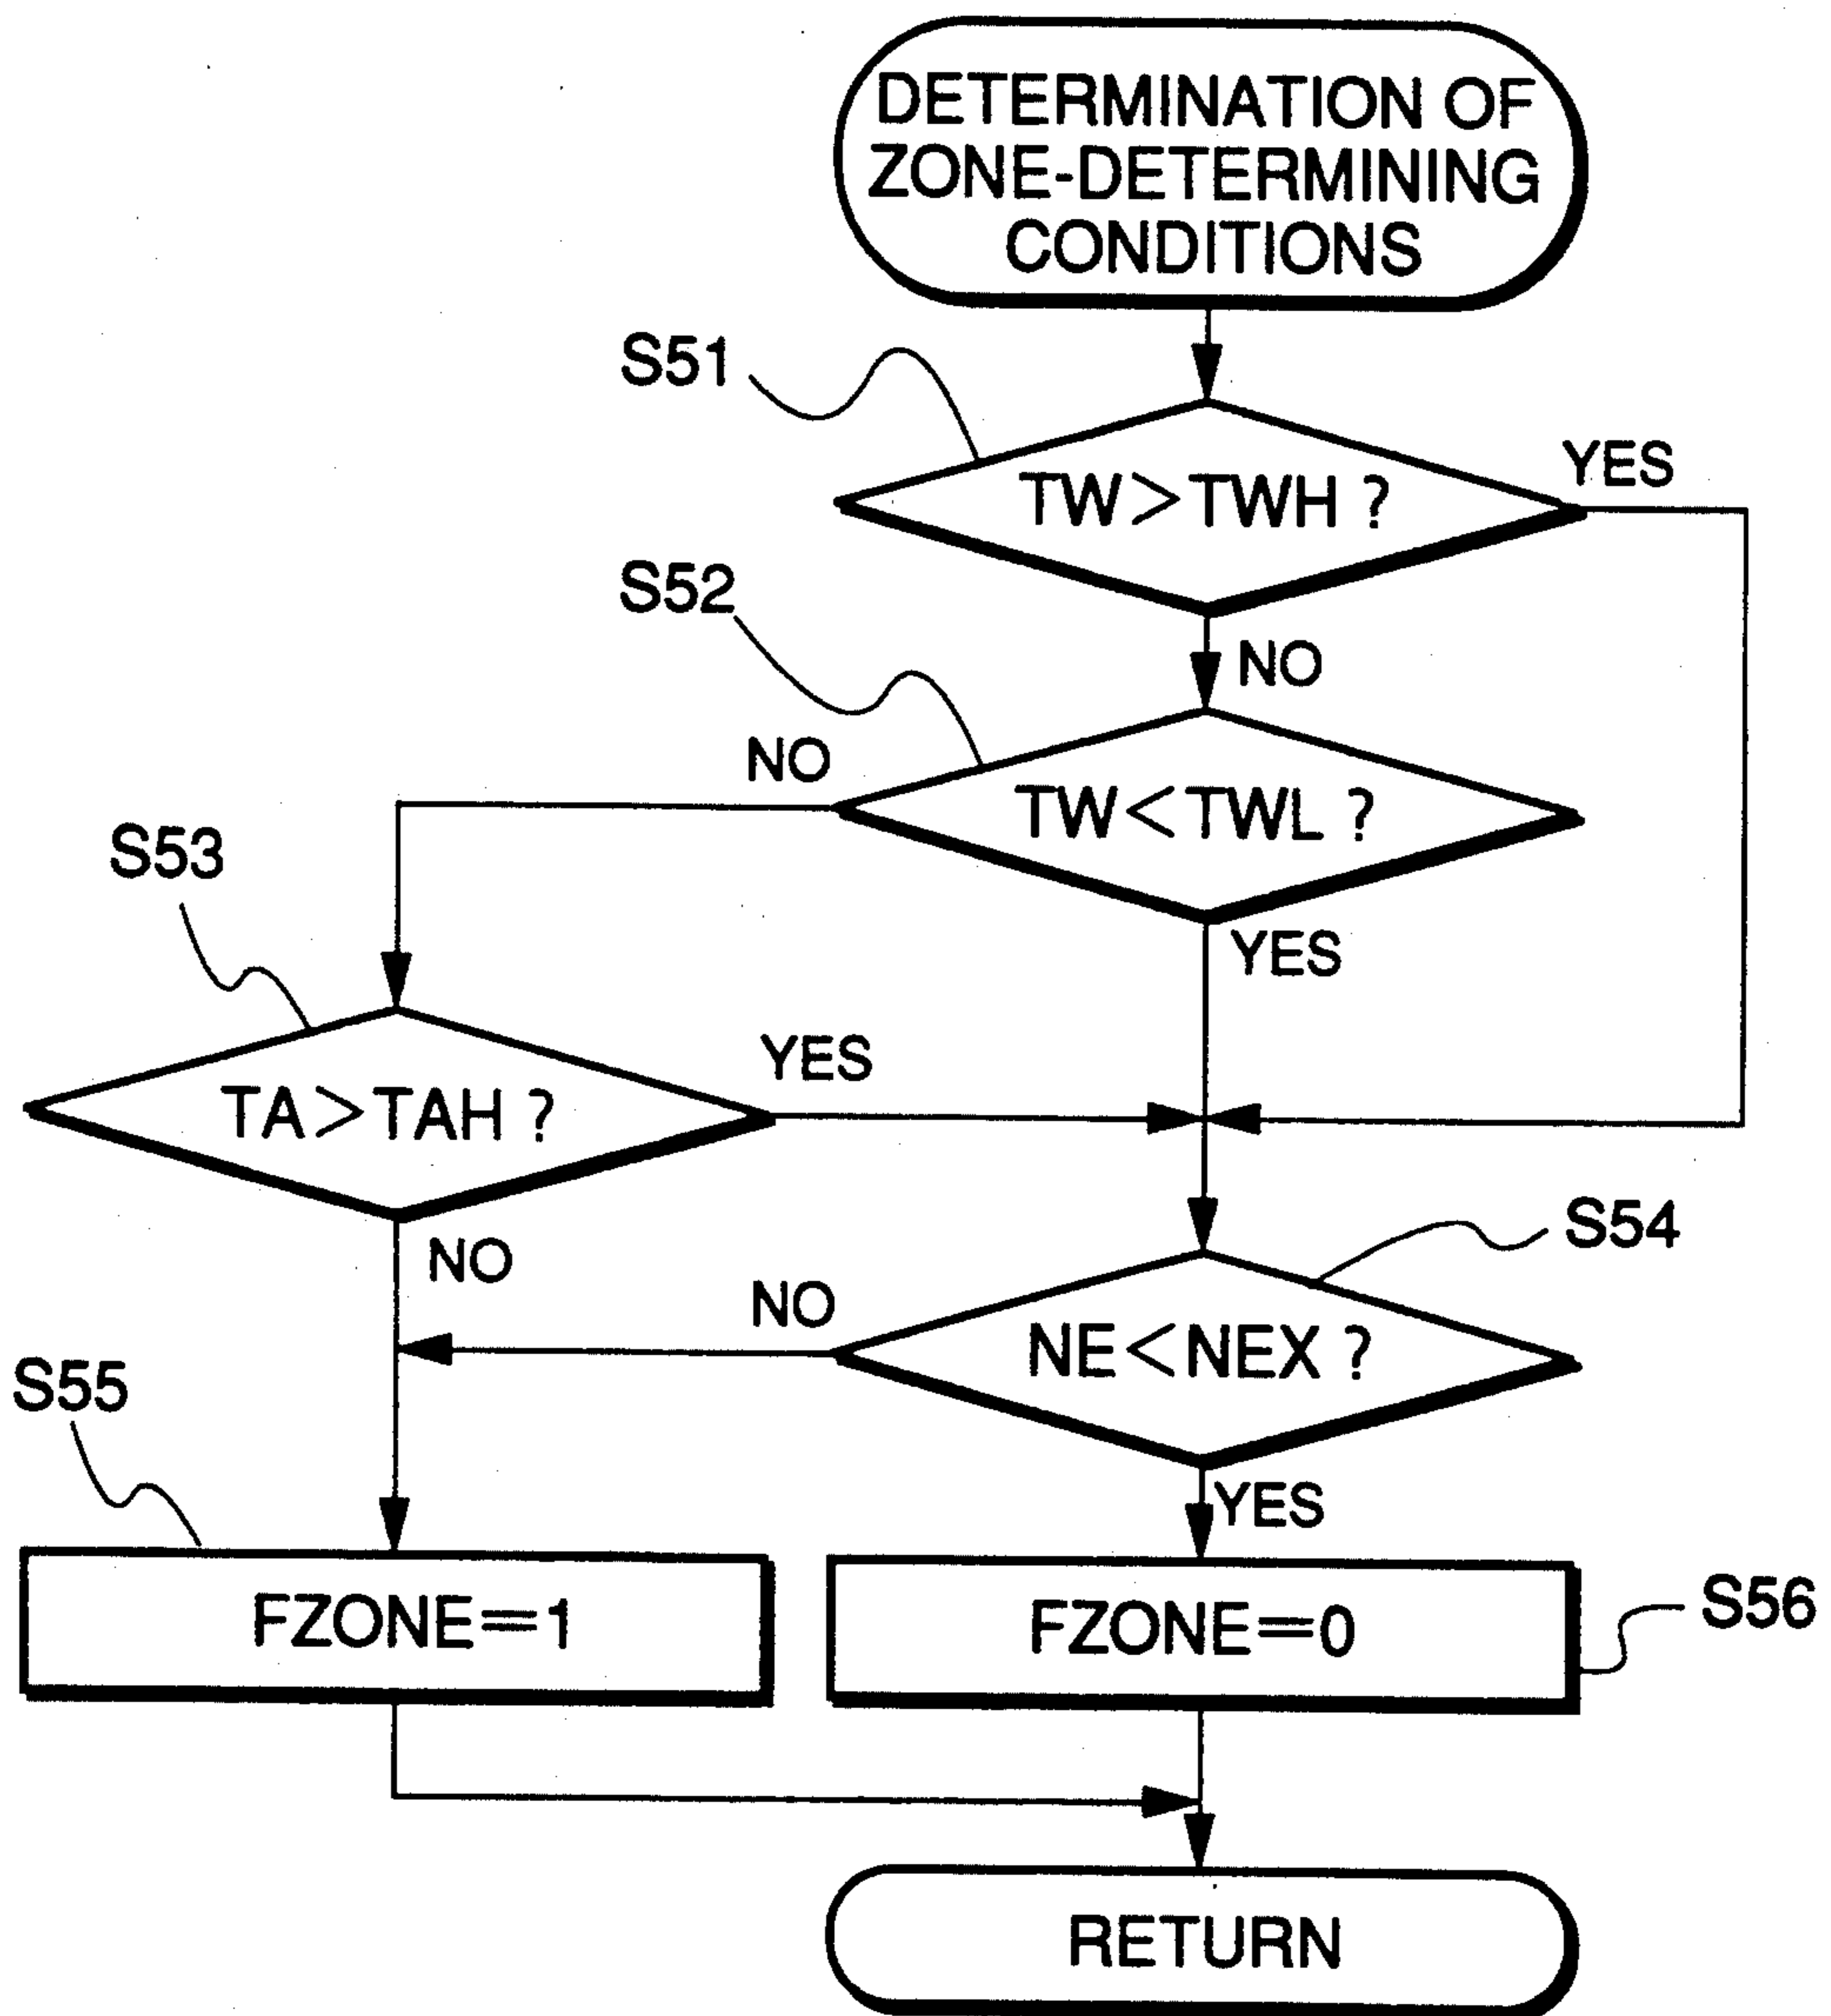 DETERMINATION OF
ZONE-DETERMINING
CONDITIONS
S51
TW>TWH ?
YES
NO
S52
TW<TWL ?
NO
YES
S53
TA>TAH ?
YES
NO
S54
NE<NEX ?
NO
YES
S55
FZONE=1
FZONE=0
S56
RETURN